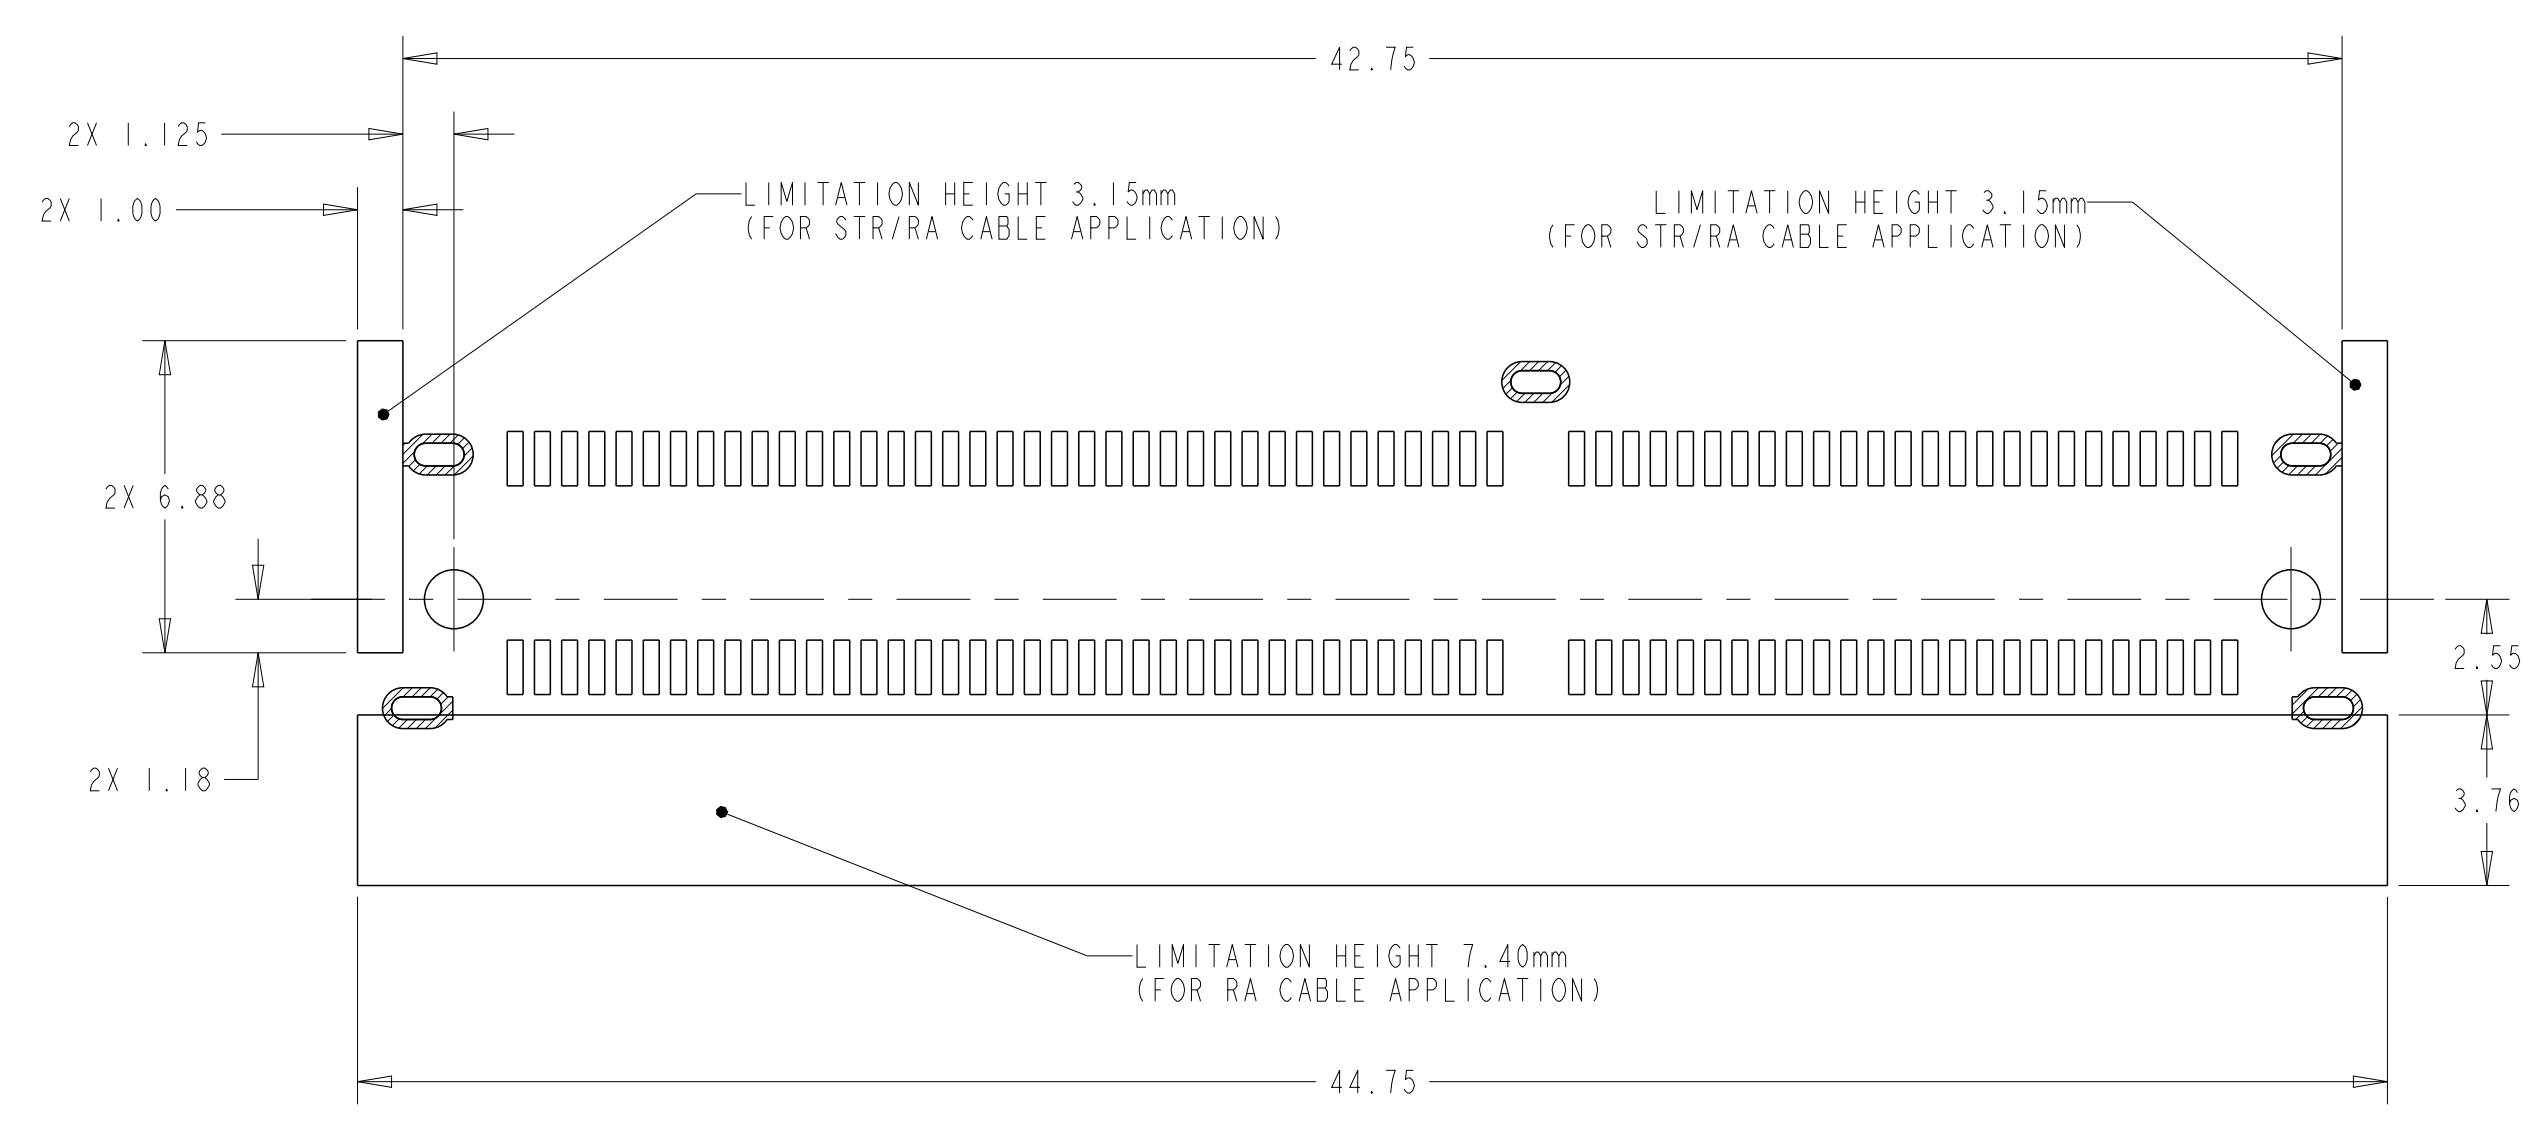 42.75
2X 1.125
2X 1.00
LIMITATION HEIGHT 3.15mm
(FOR STR/RA CABLE APPLICATION)
LIMITATION HEIGHT 3.15mm
(FOR STR/RA CABLE APPLICATION)
2X 6.88
2.55
2X 1.18
3.76
LIMITATION HEIGHT 7.40mm
(FOR RA CABLE APPLICATION)
44.75